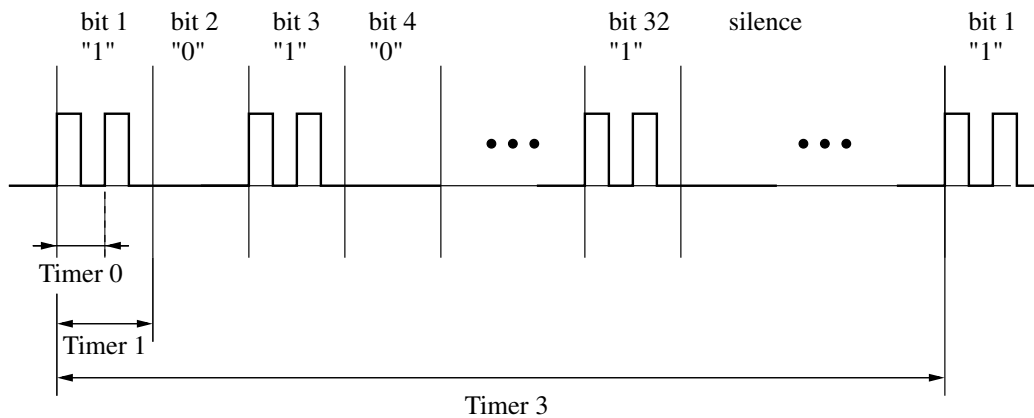 bit 1 bit 2 bit 3 bit 4 bit 32 silence bit 1
"1" "0" "1" "0" "1" "1"
Timer 0
Timer 1
Timer 3